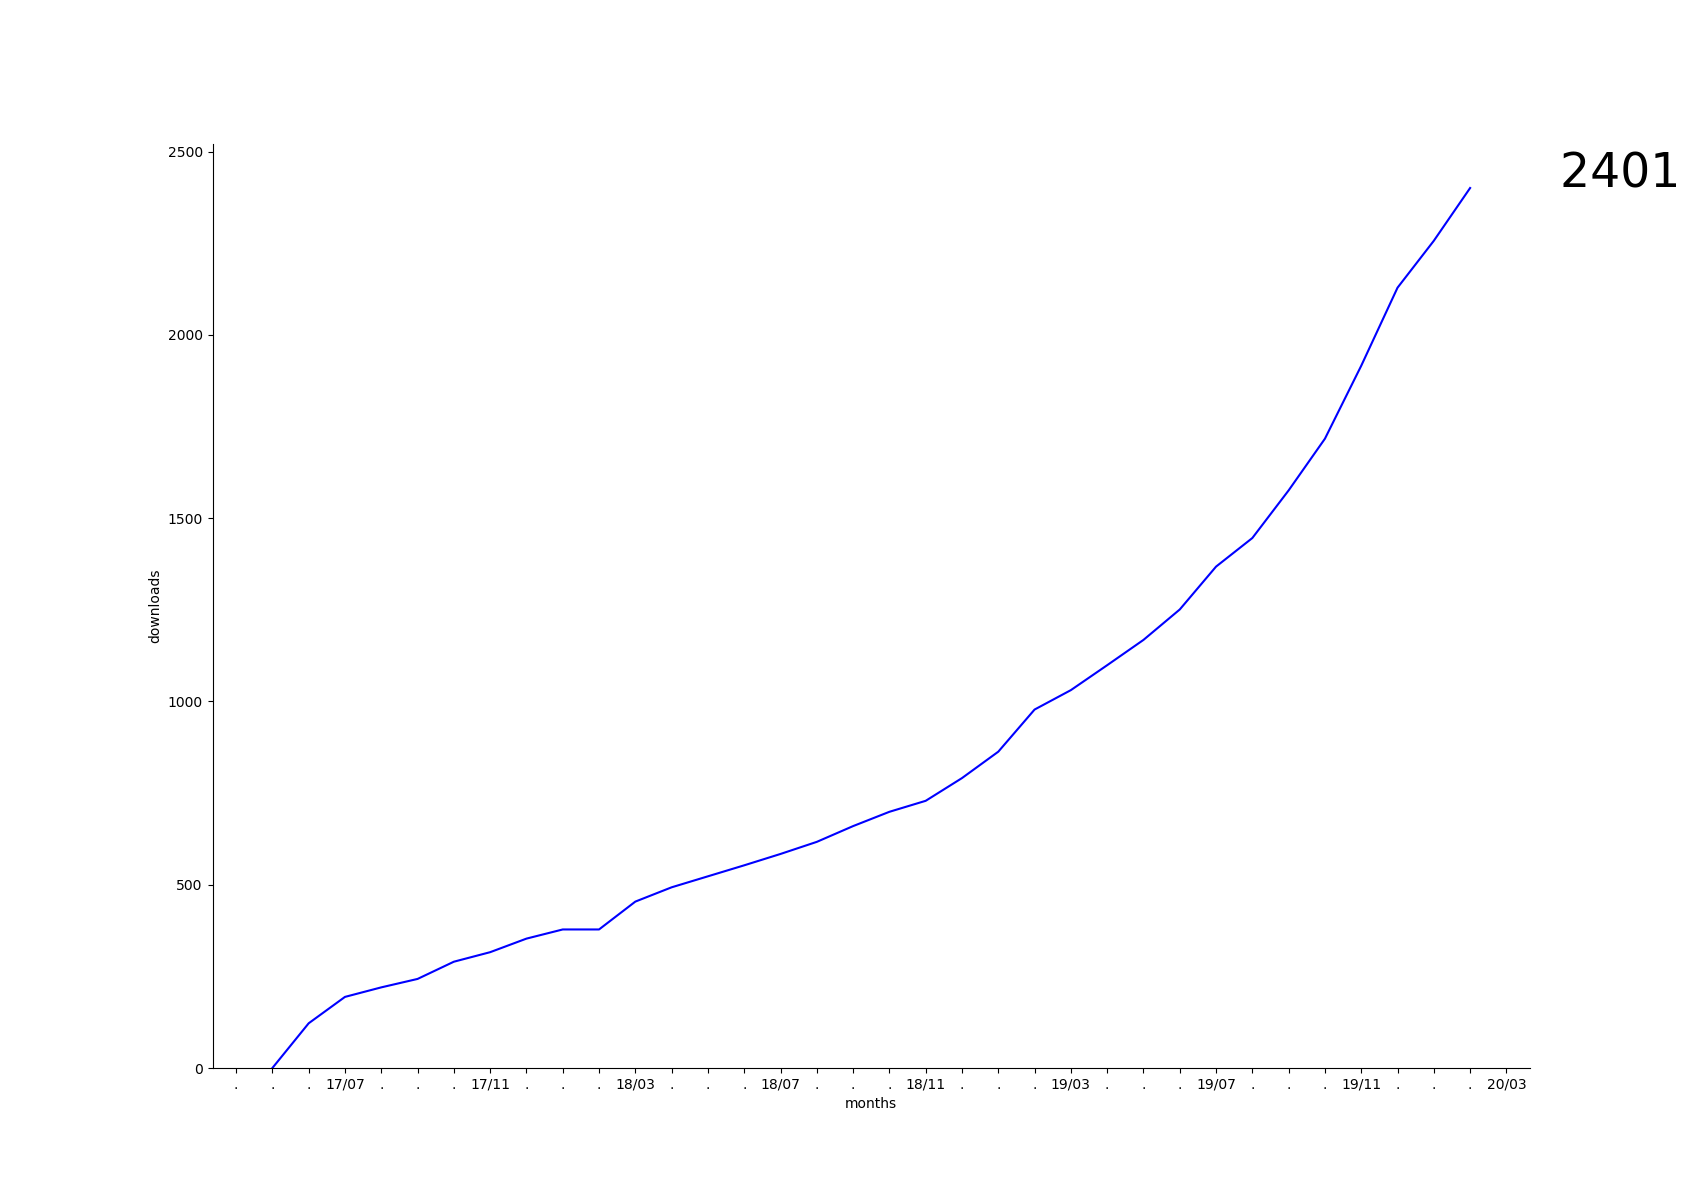 2500
2401
2000
1500
downloads
1000
500
0
. . . 17/07 . . . 17/11 . . . 18/03 . . . 18/07 . . . 18/11 . . . 19/03 . . . 19/07 . . . 19/11 . . . 20/03
months